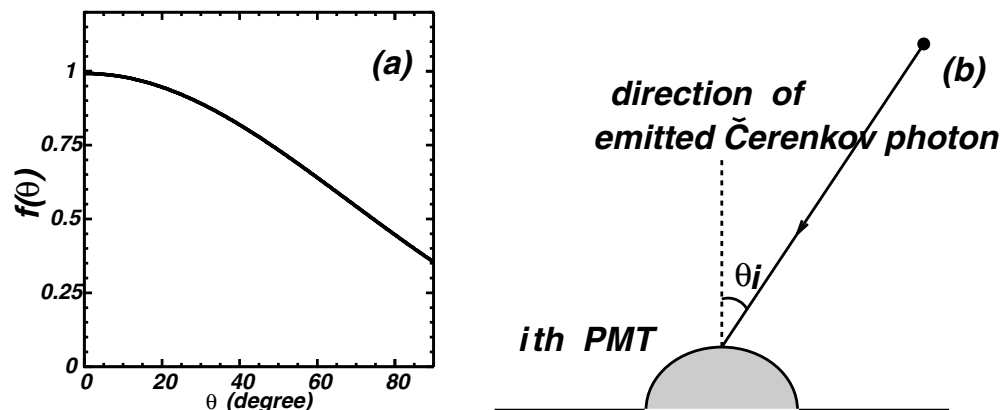 (a)
1
0.75
0.5
0.25
0
f(θ)
0 20 40 60 80
θ (degree)
(b)
direction of
emitted Čerenkov photon
θi
ith PMT